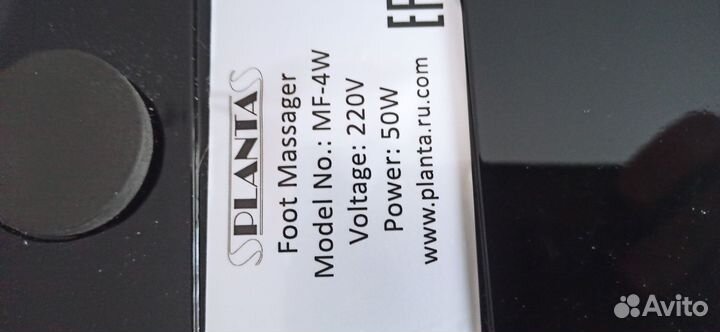 PLANTA
Foot Massager
Model No.: MF-4W
Voltage: 220V
Power: 50W
www.planta.ru.com
Avito